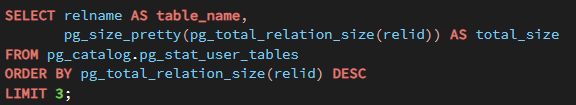 SELECT relname AS table_name,
       pg_size_pretty(pg_total_relation_size(relid)) AS total_size
FROM pg_catalog.pg_stat_user_tables
ORDER BY pg_total_relation_size(relid) DESC
LIMIT 3;